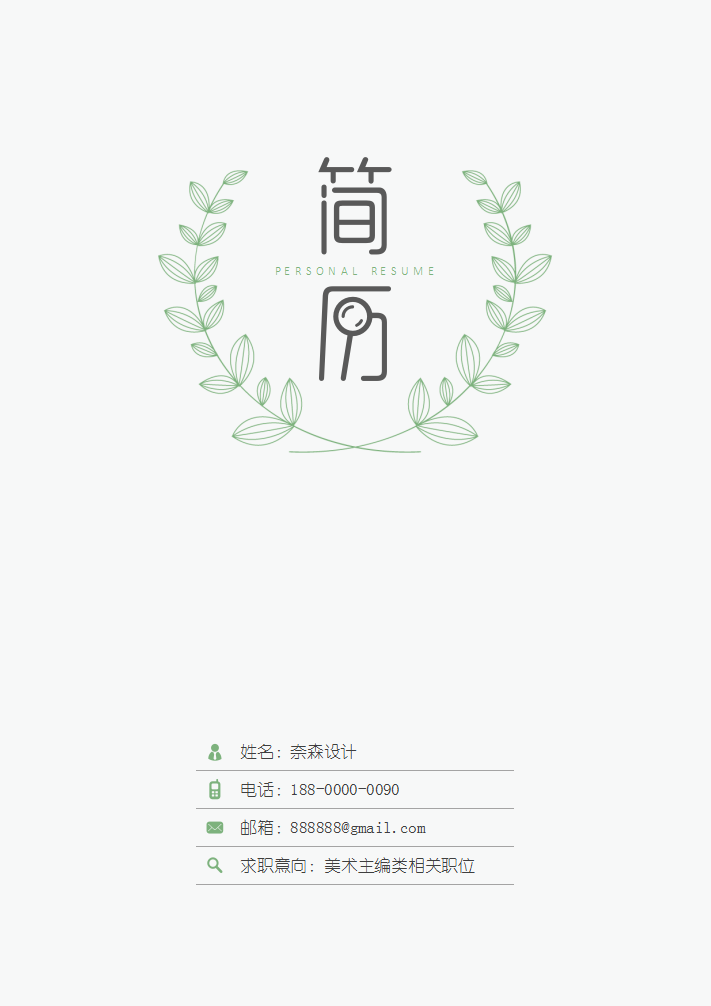 简
PERSONAL RESUME
历
姓名：奈森设计
电话：188-0000-0090
邮箱：888888@gmail.com
求职意向：美术主编类相关职位